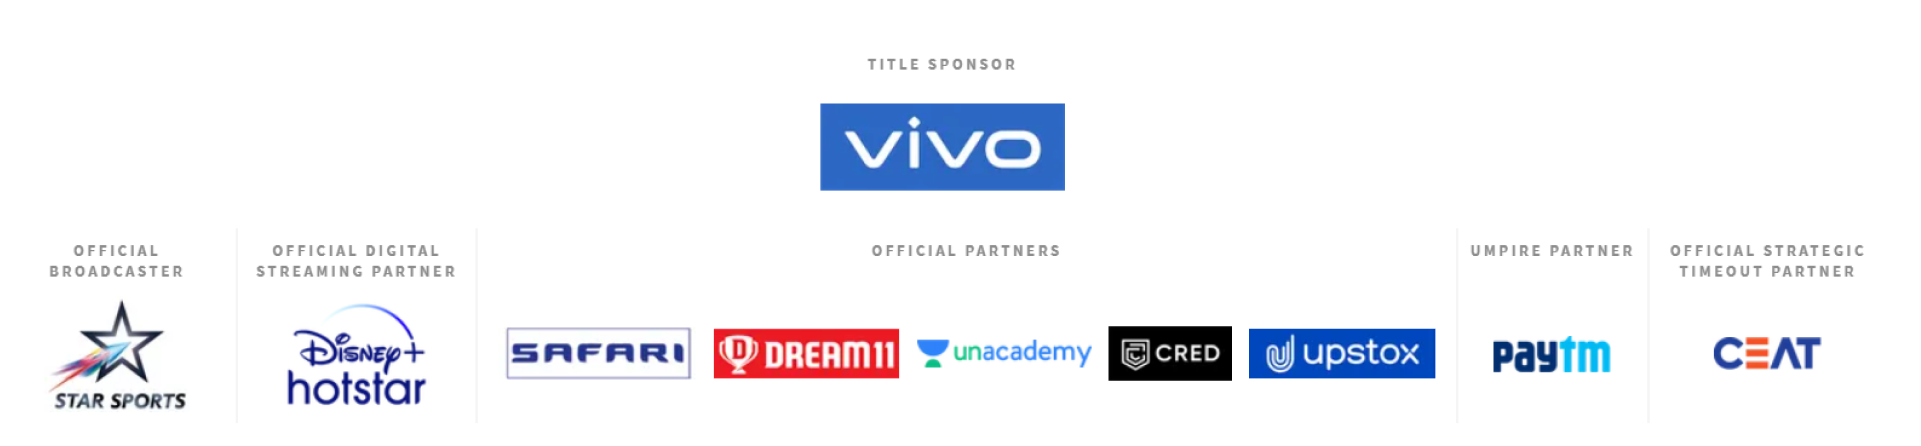 TITLE SPONSOR
vivo
OFFICIAL
BROADCASTER
STAR SPORTS
OFFICIAL DIGITAL
STREAMING PARTNER
Disney+
hotstar
OFFICIAL PARTNERS
SAFARI
DREAM11
unacademy
CRED
upstox
UMPIRE PARTNER
paytm
OFFICIAL STRATEGIC
TIMEOUT PARTNER
CEAT